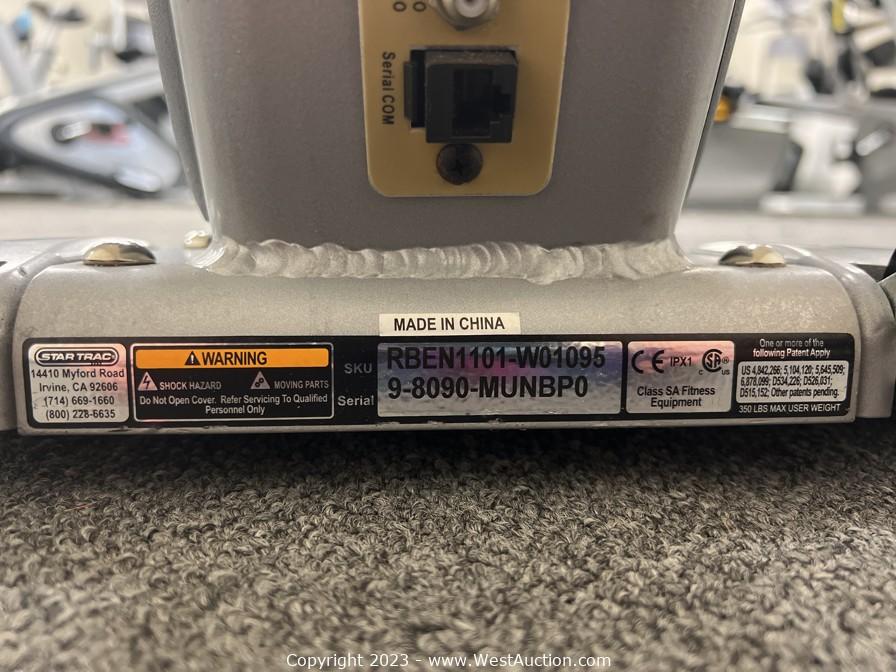 Serial COM
MADE IN CHINA
STAR TRAC
14410 Myford Road
Irvine, CA 92606
(714) 669-1660
(800) 228-6635
WARNING
SHOCK HAZARD
MOVING PARTS
Do Not Open Cover. Refer Servicing To Qualified
Personnel Only
SKU
RBEN1101-W01095
Serial
9-8090-MUNBP0
CE IPX1 SA ® US
Class SA Fitness
Equipment
One or more of the
following Patent Apply
US 4,842,266; 5,104,120; 5,645,509;
6,878,099; D534,226; D526,031;
D515,152; Other patents pending.
350 LBS MAX USER WEIGHT
Copyright 2023 - www.WestAuction.com